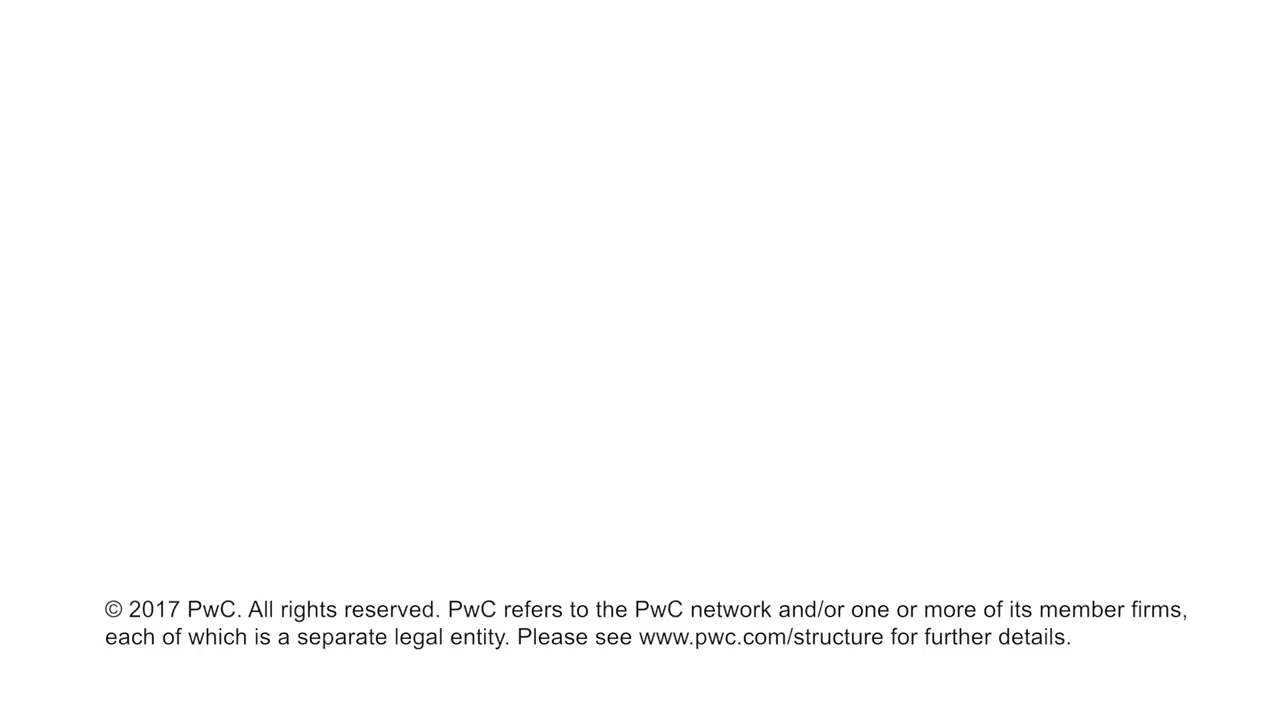 © 2017 PwC. All rights reserved. PwC refers to the PwC network and/or one or more of its member firms,
each of which is a separate legal entity. Please see www.pwc.com/structure for further details.